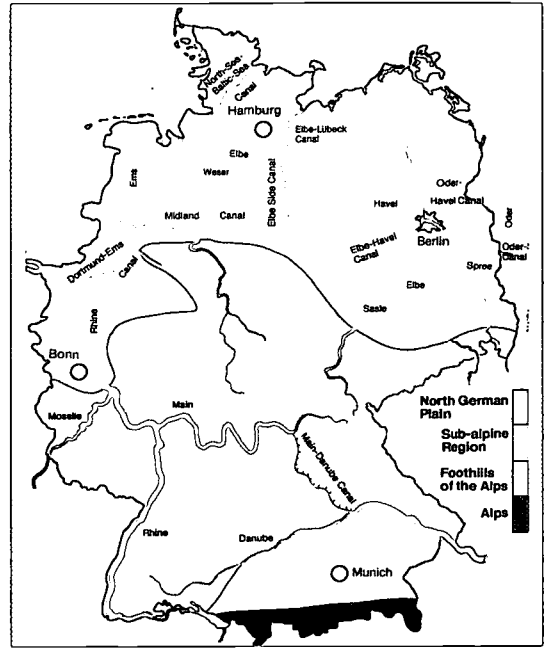 North-Sea-
Baltic-Sea
Canal
Hamburg
Elbe-Lübeck
Canal
Elbe
Weser
Ems
Elbe Side Canal
Oder-
Havel Canal
Havel
Oder
Midland Canal
Berlin
Elbe-Havel
Canal
Dortmund-Ems
Canal
Spree
Elbe
Saale
Rhine
Bonn
Moselle
Main
North German
Plain
Sub-alpine
Region
Foothills
of the Alps
Alps
Main-Danube Canal
Rhine
Danube
Munich